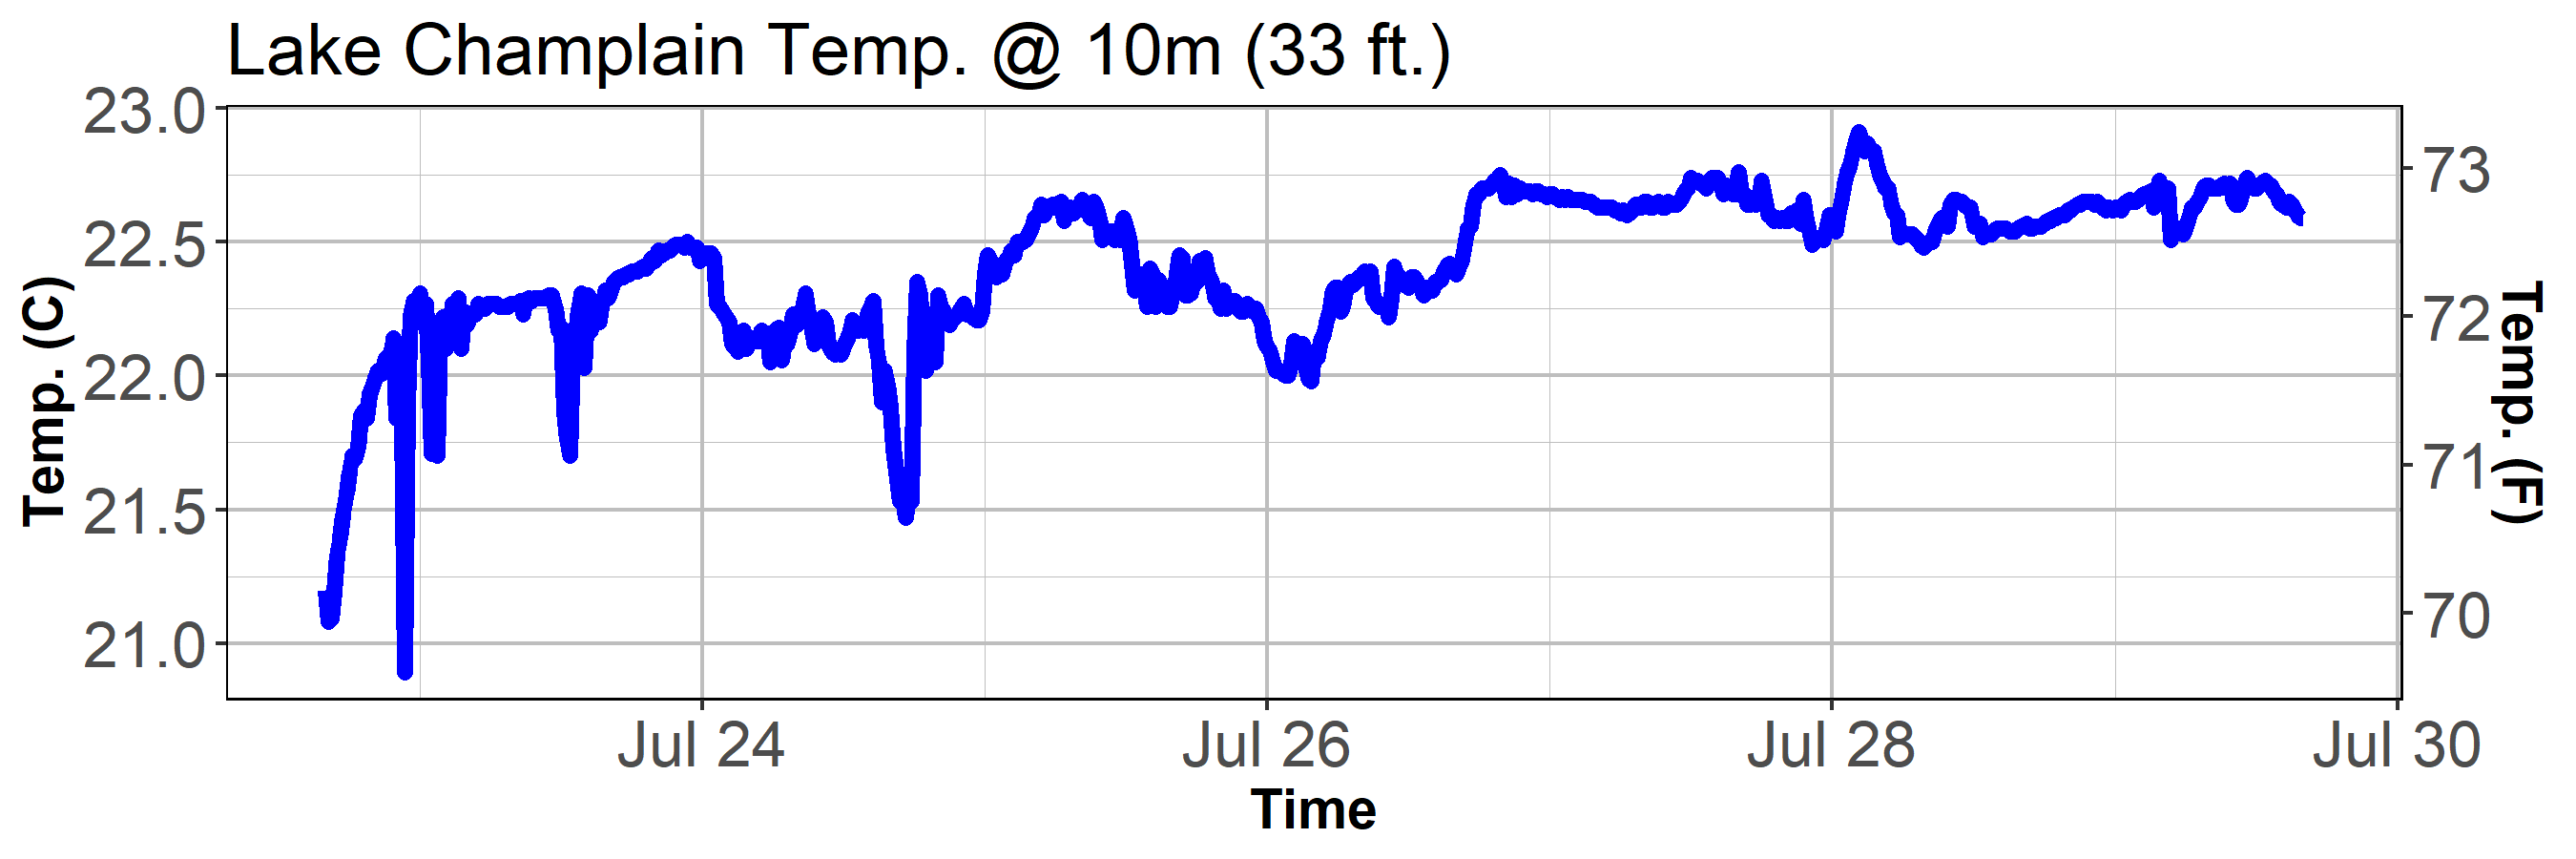 Lake Champlain Temp. @ 10m (33 ft.)
23.0
22.5
22.0
21.5
21.0
Temp. (C)
73
72
71
70
Temp. (F)
Jul 24
Jul 26
Jul 28
Jul 30
Time